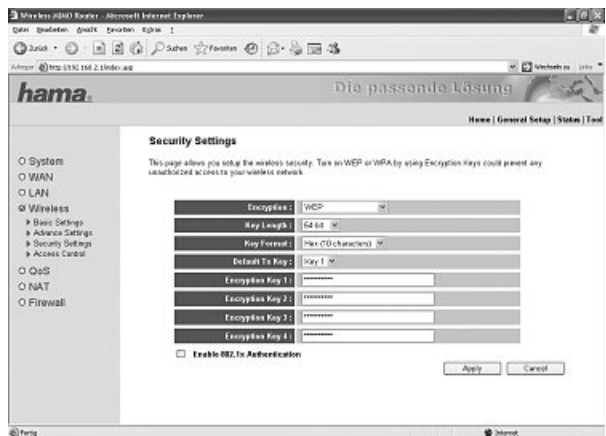 Wireless MIMO Router - Microsoft Internet Explorer
Datei Bearbeiten Ansicht Favoriten Extras ?
Zurück Suchen Favoriten
Adresse Wechseln zu Links
hama.
Die passende Lösung
Home | General Setup | Status | Tool
Security Settings
This page allows you setup the wireless security. Turn on WEP or WPA by using Encryption Keys could prevent any
unauthorized access to your wireless network.
System
WAN
LAN
Wireless
Basic Settings
Advance Settings
Security Settings
Access Control
QoS
NAT
Firewall
Encryption : WEP
Key Length : 64-bit
Key Format : Hex (10 characters)
Default Tx Key : Key 1
Encryption Key 1 : **********
Encryption Key 2 : **********
Encryption Key 3 : **********
Encryption Key 4 : **********
Enable 802.1x Authentication
Apply Cancel
Fertig Internet